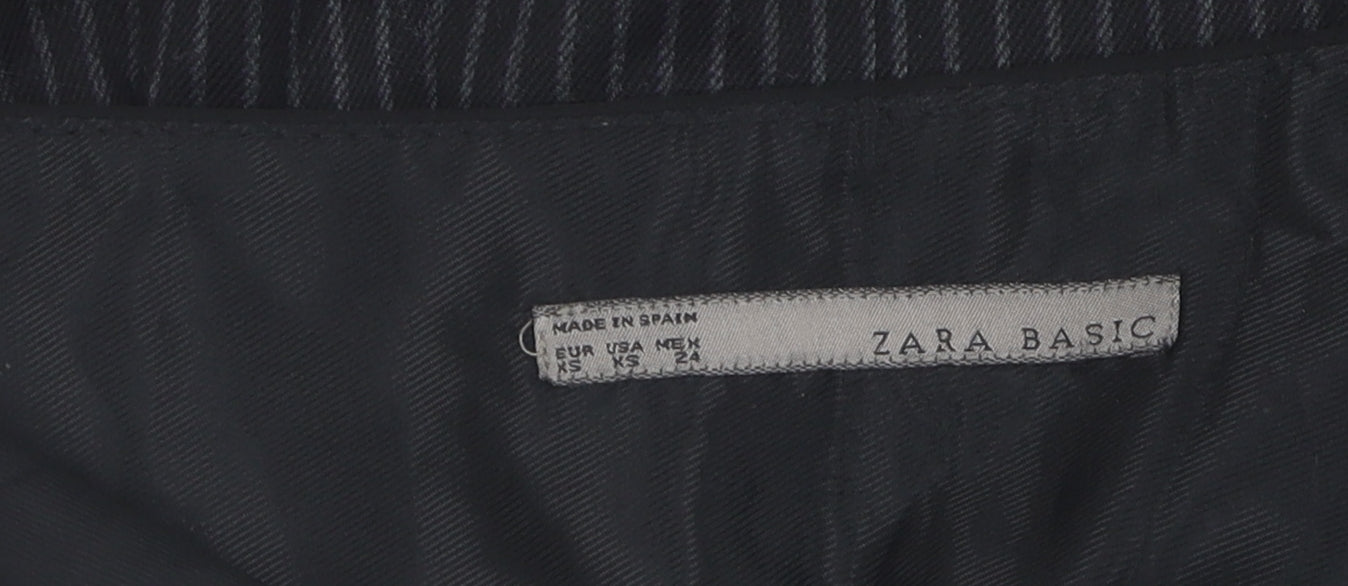 MADE IN SPAIN
EUR USA MEX
XS XS 24
ZARA BASIC